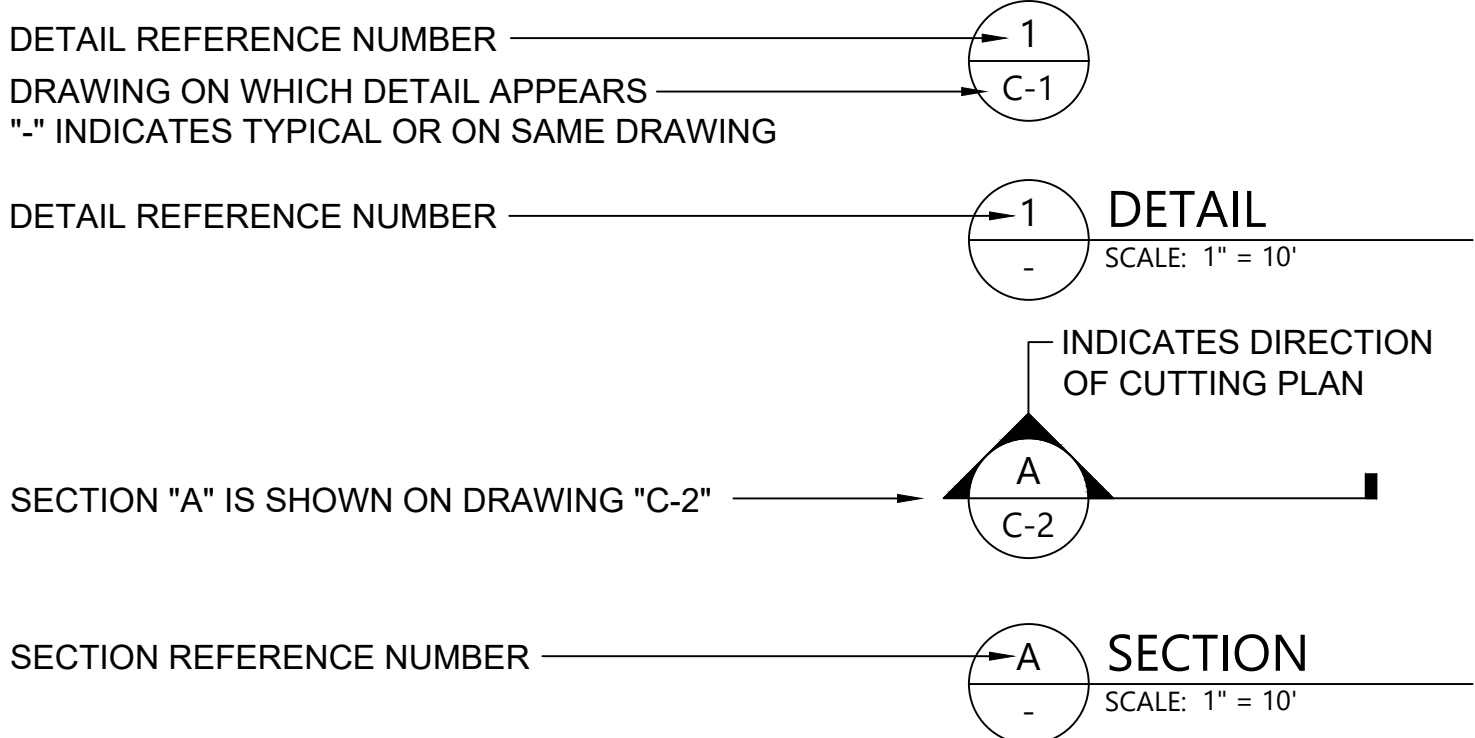 DETAIL REFERENCE NUMBER
1
DRAWING ON WHICH DETAIL APPEARS
C-1
"-" INDICATES TYPICAL OR ON SAME DRAWING
DETAIL REFERENCE NUMBER
1
DETAIL
-
SCALE: 1" = 10'
INDICATES DIRECTION
OF CUTTING PLAN
A
SECTION "A" IS SHOWN ON DRAWING "C-2"
C-2
SECTION REFERENCE NUMBER
A
SECTION
-
SCALE: 1" = 10'